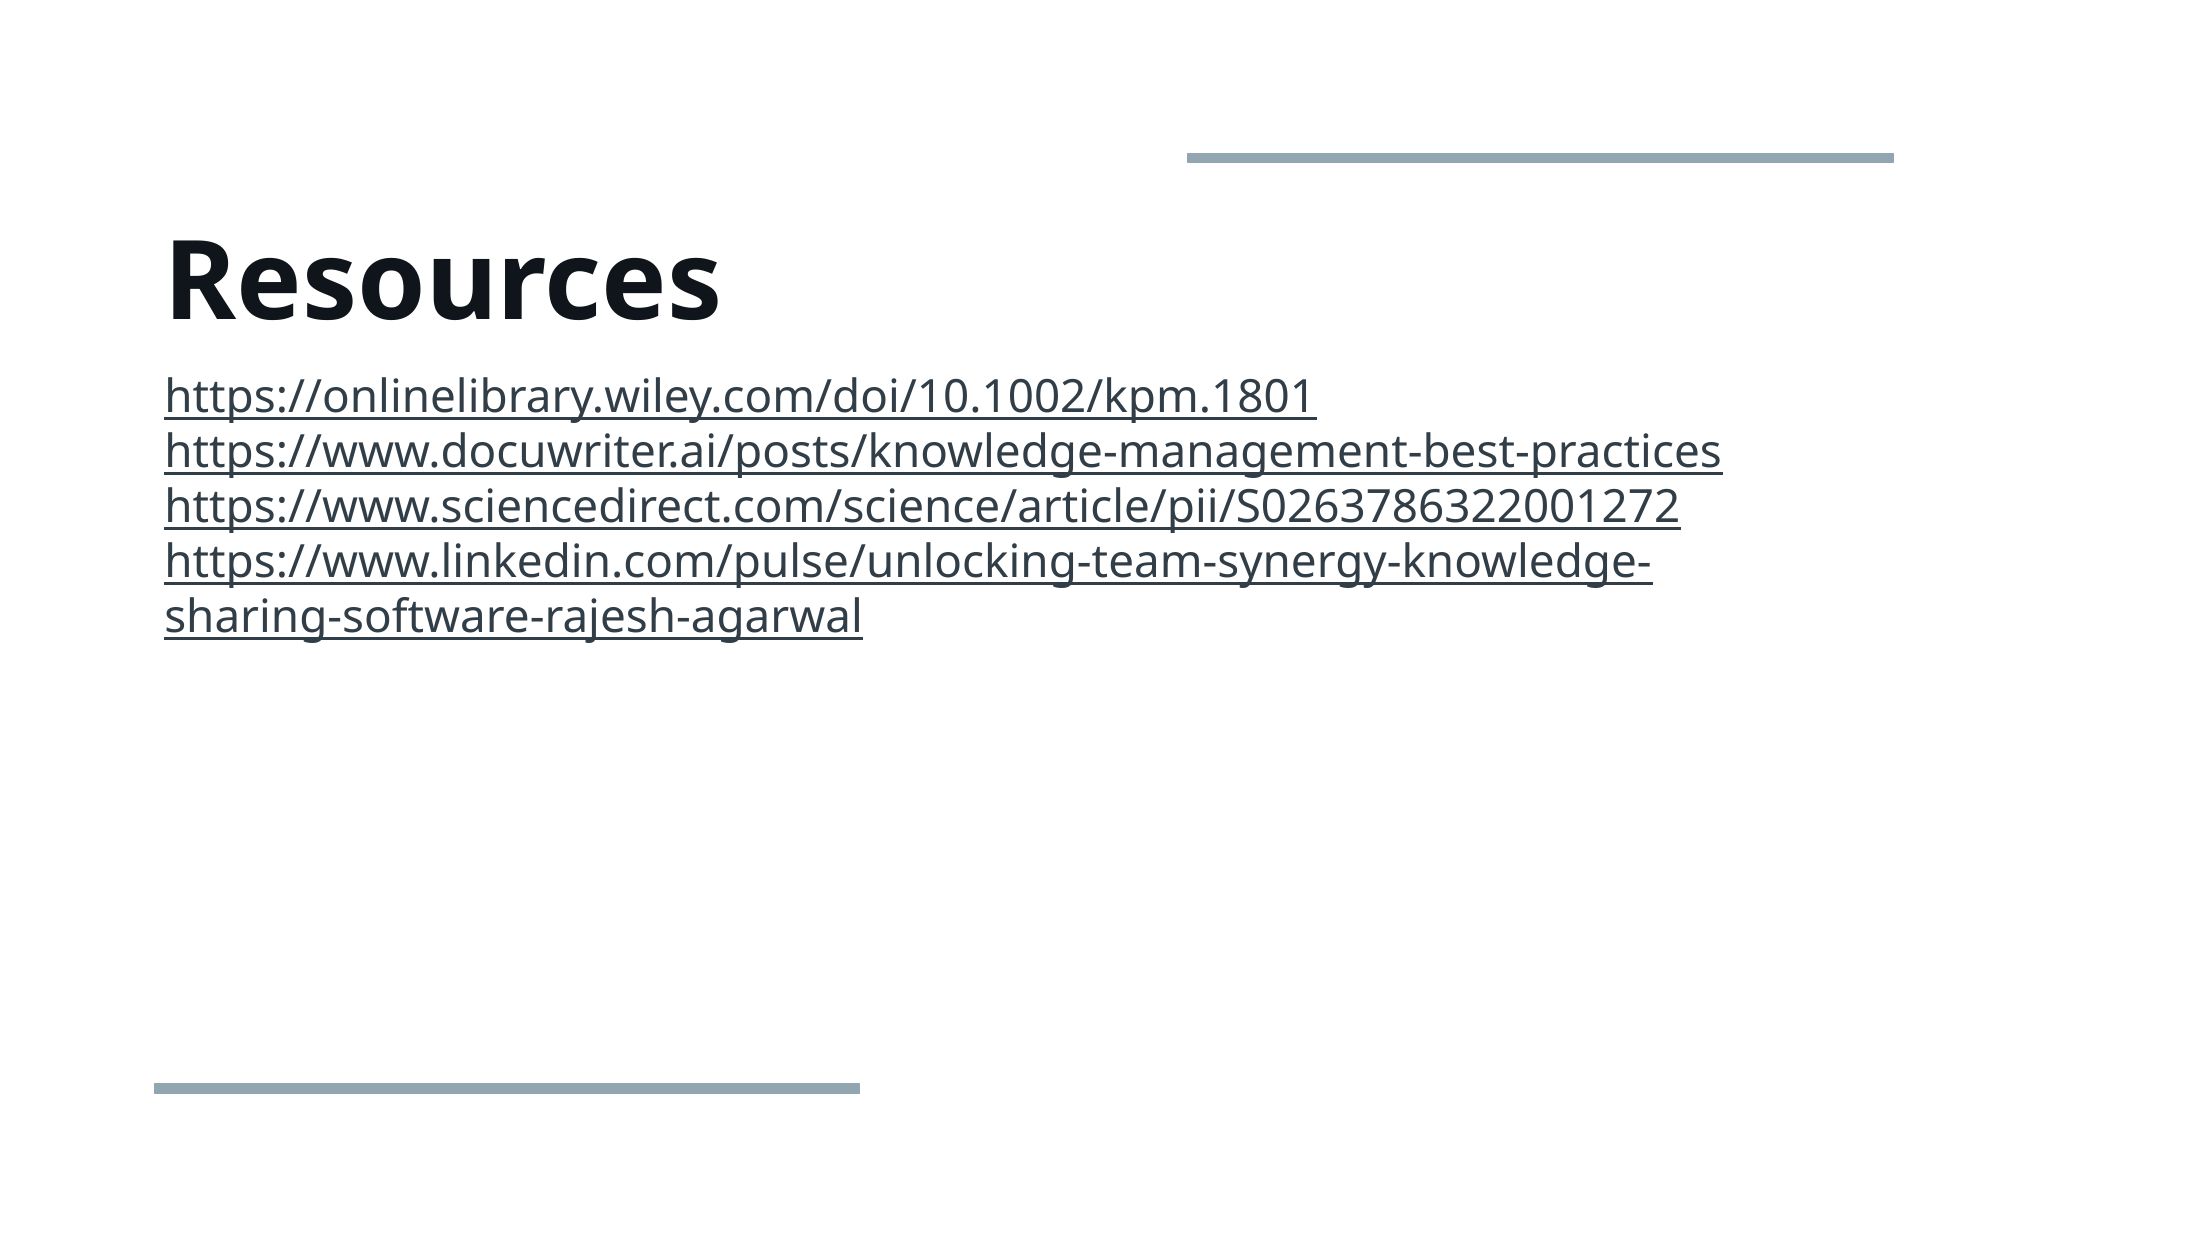 Resources
https://onlinelibrary.wiley.com/doi/10.1002/kpm.1801
https://www.docuwriter.ai/posts/knowledge-management-best-practices
https://www.sciencedirect.com/science/article/pii/S0263786322001272
https://www.linkedin.com/pulse/unlocking-team-synergy-knowledge-
sharing-software-rajesh-agarwal